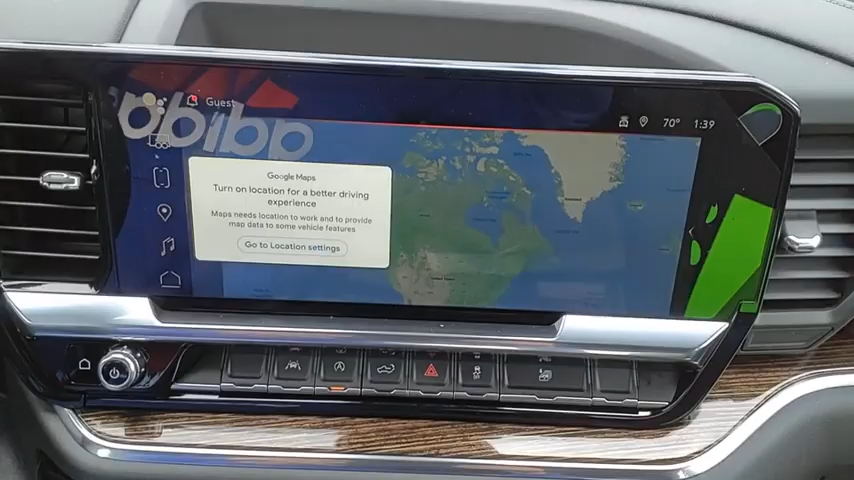 Guest
70° 1:39
Google Maps
Turn on location for a better driving
experience
Maps needs location to work and to provide
map data to some vehicle features
Go to Location settings